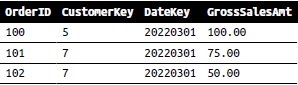 OrderID CustomerKey DateKey GrossSalesAmt
100 5 20220301 100.00
101 7 20220301 75.00
102 7 20220301 50.00